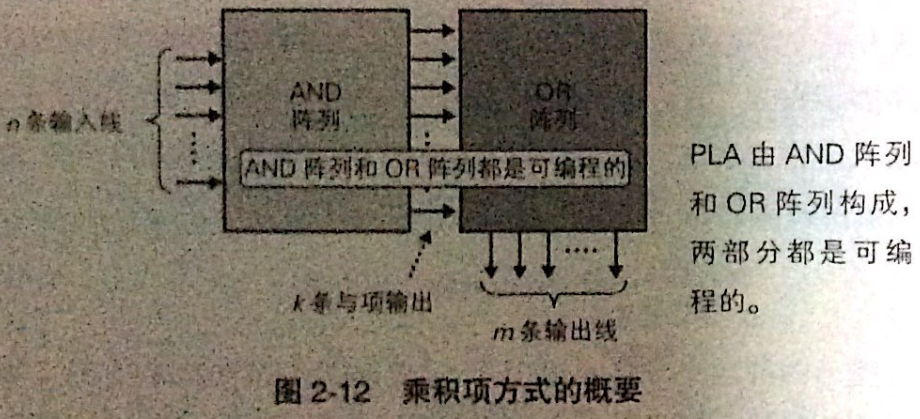 n 条输入线
AND
阵列
OR
阵列
AND 阵列和 OR 阵列都是可编程的
k 条与项输出
m 条输出线
PLA 由 AND 阵列
和 OR 阵列构成，
两部分都是可编
程的。
图 2-12 乘积项方式的概要